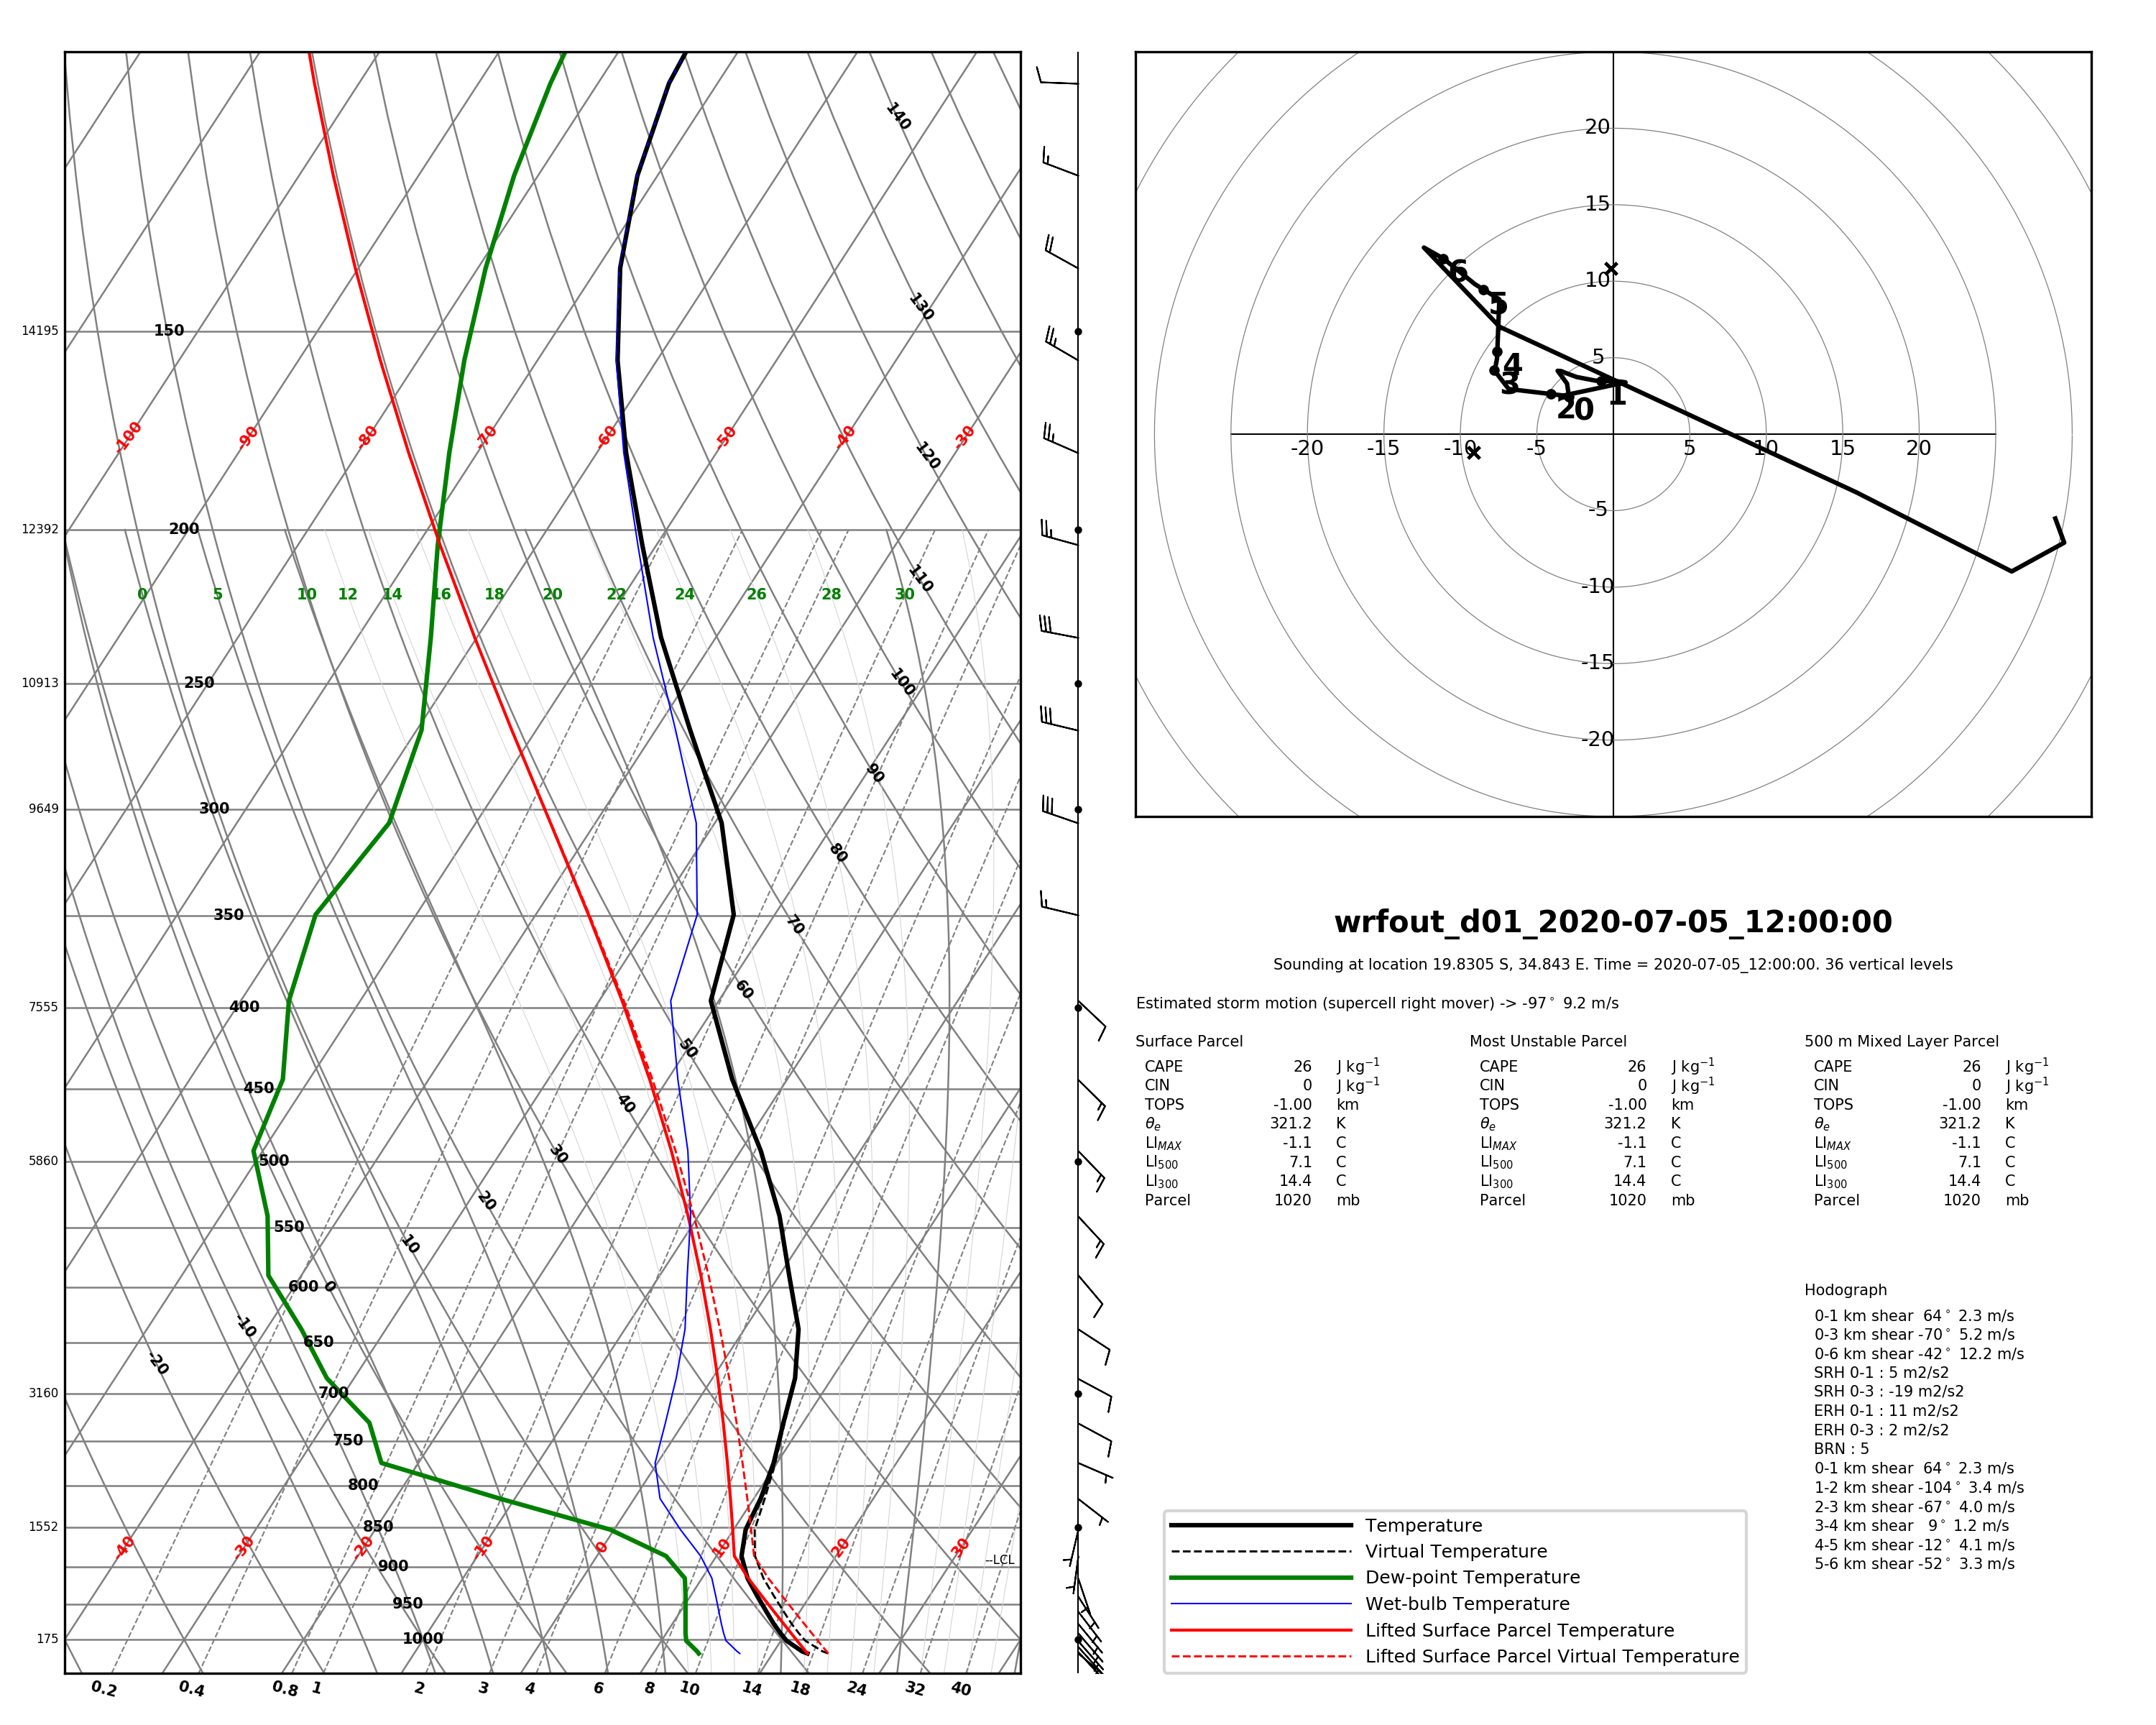 140
20
15
130
10
5
14195 150
-100 -90 -80 -70 -60 -50 -40 -30
120
12392 200
110
0 5 10 12 14 16 18 20 22 24 26 28 30
10913 250
100
90
9649 300
80
350
70
7555 400
60
50
450
40
5860 500
30
20
550
10
600 0
-10
650
-20
3160 700
750
800
1552 850
-40 -30 -20 -10 0 10 20 30
900
--LCL
950
175 1000
0.2 0.4 0.8 1 2 3 4 6 8 10 14 18 24 32 40
6
5
4
3
2 0 1
-20 -15 -10 -5 5 10 15 20
-5
-10
-15
-20
wrfout_d01_2020-07-05_12:00:00
Sounding at location 19.8305 S, 34.843 E. Time = 2020-07-05_12:00:00. 36 vertical levels
Estimated storm motion (supercell right mover) -> -97° 9.2 m/s
Surface Parcel
CAPE 26 J kg⁻¹
CIN 0 J kg⁻¹
TOPS -1.00 km
θe 321.2 K
LIMAX -1.1 C
LI500 7.1 C
LI300 14.4 C
Parcel 1020 mb
Most Unstable Parcel
CAPE 26 J kg⁻¹
CIN 0 J kg⁻¹
TOPS -1.00 km
θe 321.2 K
LIMAX -1.1 C
LI500 7.1 C
LI300 14.4 C
Parcel 1020 mb
500 m Mixed Layer Parcel
CAPE 26 J kg⁻¹
CIN 0 J kg⁻¹
TOPS -1.00 km
θe 321.2 K
LIMAX -1.1 C
LI500 7.1 C
LI300 14.4 C
Parcel 1020 mb
Hodograph
0-1 km shear 64° 2.3 m/s
0-3 km shear -70° 5.2 m/s
0-6 km shear -42° 12.2 m/s
SRH 0-1 : 5 m2/s2
SRH 0-3 : -19 m2/s2
ERH 0-1 : 11 m2/s2
ERH 0-3 : 2 m2/s2
BRN : 5
0-1 km shear 64° 2.3 m/s
1-2 km shear -104° 3.4 m/s
2-3 km shear -67° 4.0 m/s
3-4 km shear 9° 1.2 m/s
4-5 km shear -12° 4.1 m/s
5-6 km shear -52° 3.3 m/s
Temperature
Virtual Temperature
Dew-point Temperature
Wet-bulb Temperature
Lifted Surface Parcel Temperature
Lifted Surface Parcel Virtual Temperature